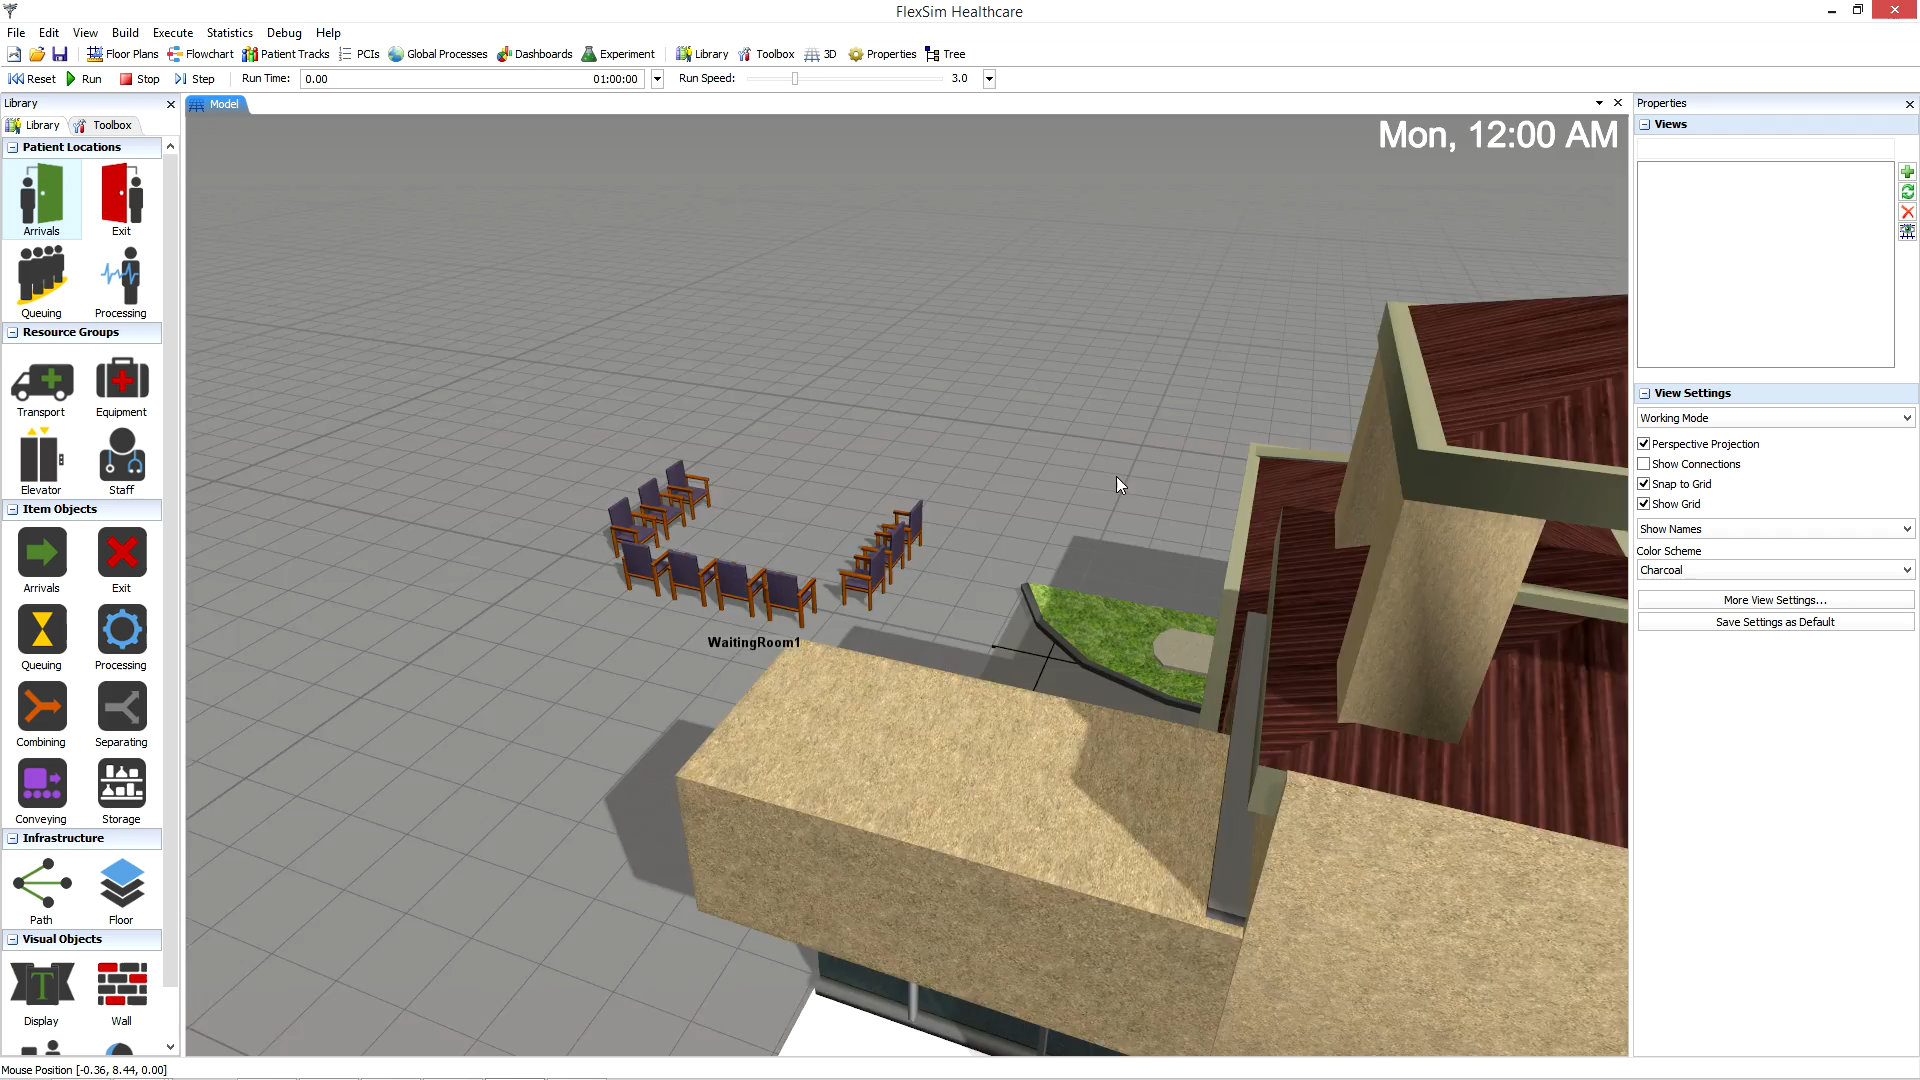 FlexSim Healthcare
File Edit View Build Execute Statistics Debug Help
Floor Plans Flowchart Patient Tracks PCIs Global Processes Dashboards Experiment Library Toolbox 3D Properties Tree
Reset Run Stop Step Run Time: 0.00 01:00:00 Run Speed: 3.0
Library
Library Toolbox
Patient Locations
Arrivals Exit
Queuing Processing
Resource Groups
Transport Equipment
Elevator Staff
Item Objects
Arrivals Exit
Queuing Processing
Combining Separating
Conveying Storage
Infrastructure
Path Floor
Visual Objects
T
Display Wall
Model
Mon, 12:00 AM
WaitingRoom1
Properties
Views
View Settings
Working Mode
Perspective Projection
Show Connections
Snap to Grid
Show Grid
Show Names
Color Scheme
Charcoal
More View Settings...
Save Settings as Default
Mouse Position [-0.36, 8.44, 0.00]